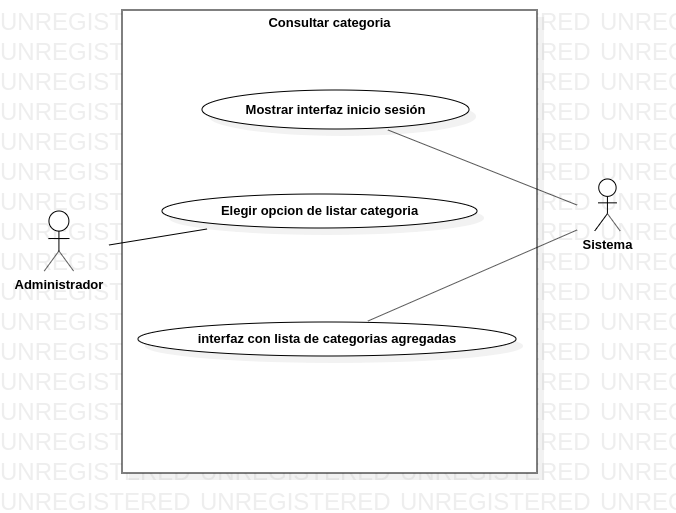 Consultar categoria
Mostrar interfaz inicio sesión
Elegir opcion de listar categoria
Sistema
Administrador
interfaz con lista de categorias agregadas
UNREGISTERED UNREGISTERED UNREGISTERED